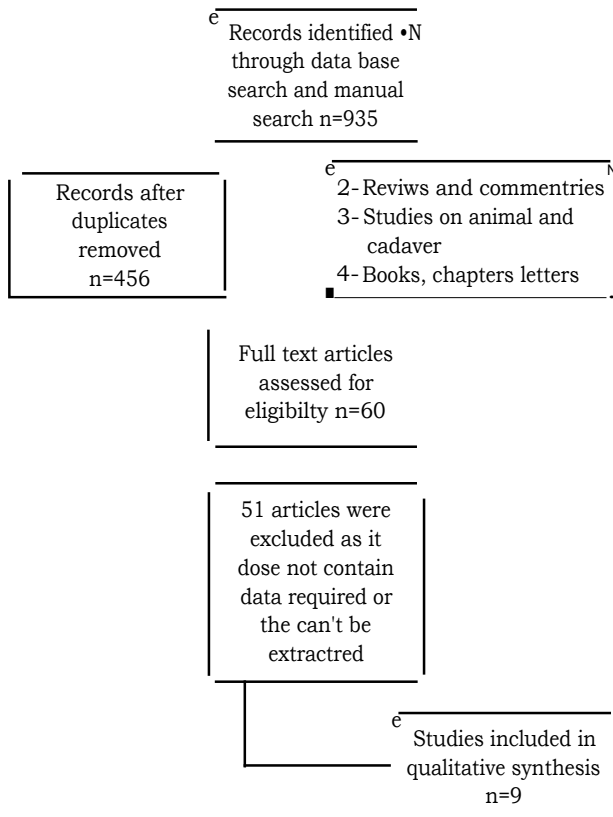 e
Records identified •N
through data base
search and manual
search n=935
Records after
duplicates
removed
n=456
e N
2- Reviws and commentries
3- Studies on animal and
cadaver
4- Books, chapters letters
Full text articles
assessed for
eligibilty n=60
51 articles were
excluded as it
dose not contain
data required or
the can't be
extractred
e
Studies included in
qualitative synthesis
n=9